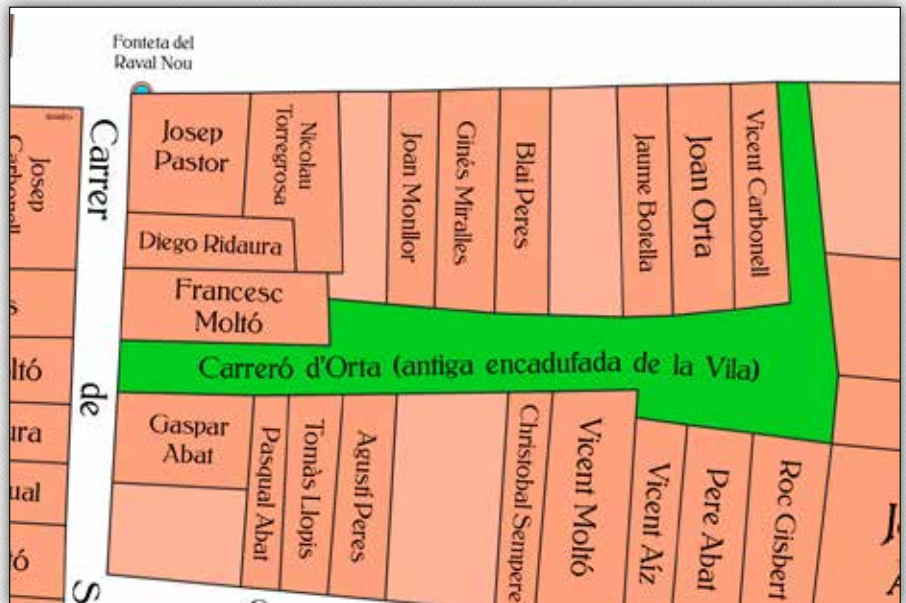 Fonteta del
Raval Nou
Carrer
de
S
Josep
Carbonell
s
ltó
ura
ual
tó
Josep
Pastor
Nicolau
Torregrosa
Diego Ridaura
Francesc
Moltó
Joan Monllor
Ginés Miralles
Blai Peres
Jaume Botella
Joan Orta
Vicent Carbonell
Carreró d'Orta (antiga encadufada de la Vila)
Gaspar
Abat
Pasqual Abat
Tomàs Llopis
Agustí Peres
Christobal Sempere
Vicent Moltó
Vicent Aíz
Pere Abat
Roc Gisbert
J
A